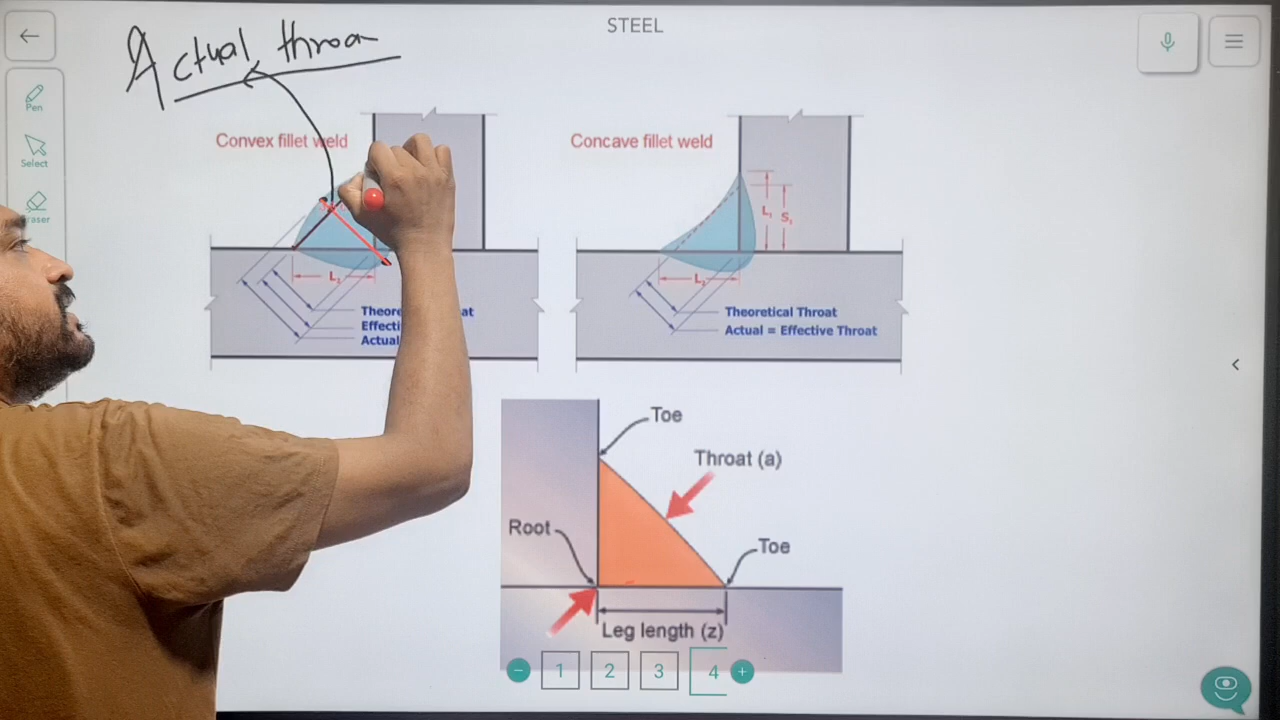 STEEL
Actual throa
Pen
Select
raser
Convex fillet weld
Concave fillet weld
L₁ S₁
L₂
L₂
Theore at
Effecti
Actual
Theoretical Throat
Actual = Effective Throat
Toe
Throat (a)
Root
Toe
Leg length (z)
1 2 3 4